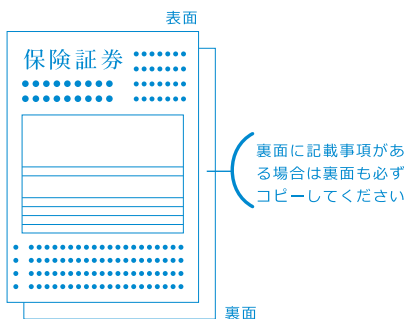 表面
保険証券
裏面に記載事項があ
る場合は裏面も必ず
コピーしてください
裏面